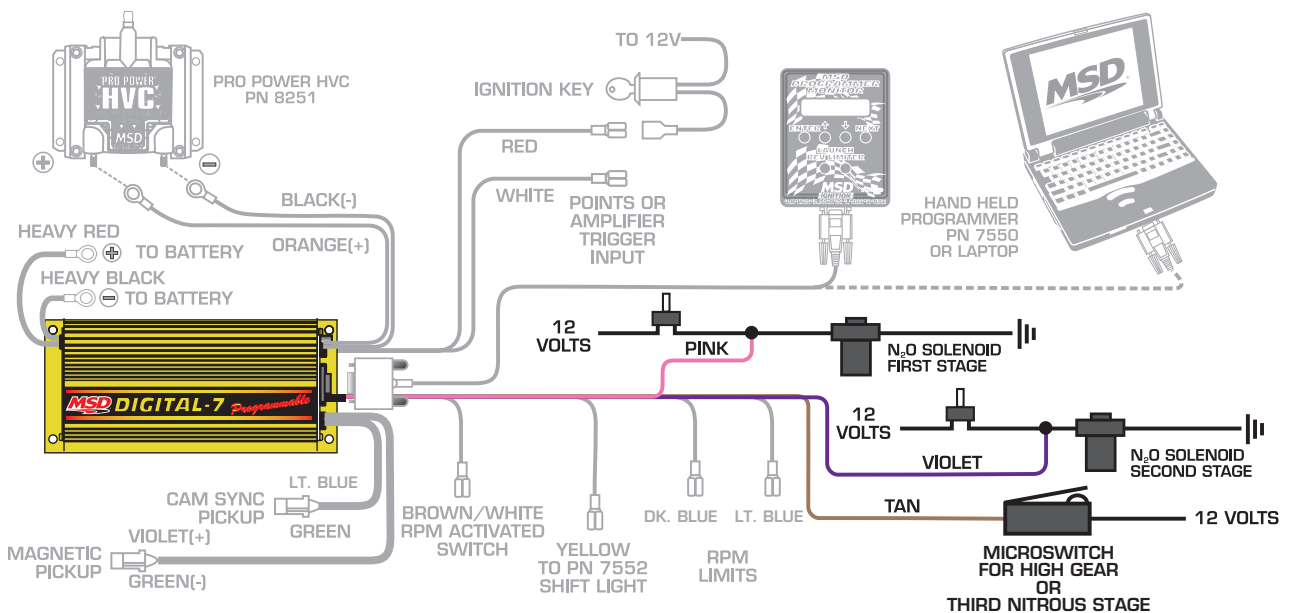 TO 12V
IGNITION KEY
PRO POWER
HVC
MSD
PRO POWER HVC
PN 8251
RED
WHITE
POINTS OR
AMPLIFIER
TRIGGER
INPUT
MSD
PROGRAMMER
MONITOR
ENTER ↑ ↓ NEXT
LAUNCH
REV LIMITER
MSD
IGNITION
MSD
HAND HELD
PROGRAMMER
PN 7550
OR LAPTOP
+
−
BLACK(-)
ORANGE(+)
HEAVY RED
+ TO BATTERY
HEAVY BLACK
− TO BATTERY
MSD DIGITAL-7 Programmable
12
VOLTS
PINK
N₂O SOLENOID
FIRST STAGE
12
VOLTS
VIOLET
N₂O SOLENOID
SECOND STAGE
TAN
12 VOLTS
MICROSWITCH
FOR HIGH GEAR
OR
THIRD NITROUS STAGE
LT. BLUE
CAM SYNC
PICKUP
GREEN
VIOLET(+)
MAGNETIC
PICKUP
GREEN(-)
BROWN/WHITE
RPM ACTIVATED
SWITCH
YELLOW
TO PN 7552
SHIFT LIGHT
DK. BLUE
LT. BLUE
RPM
LIMITS